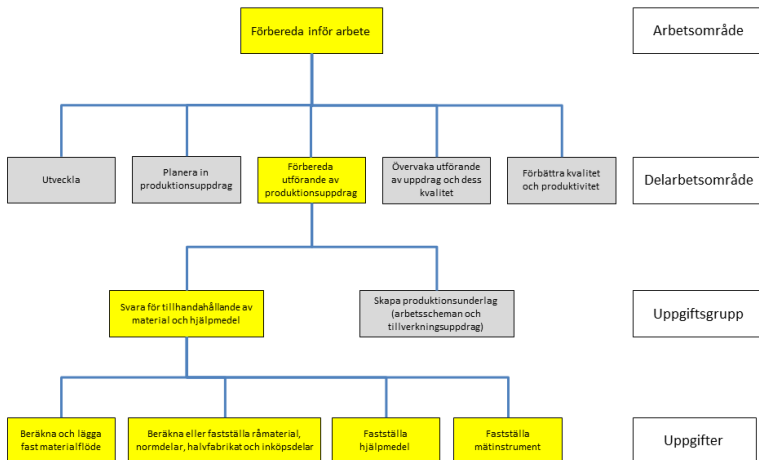 Förbereda inför arbete
Arbetsområde
Utveckla
Planera in
produktionsuppdrag
Förbereda
utförande av
produktionsuppdrag
Övervaka utförande
av uppdrag och dess
kvalitet
Förbättra kvalitet
och produktivitet
Delarbetsområde
Svara för tillhandahållande av
material och hjälpmedel
Skapa produktionsunderlag
(arbetsscheman och
tillverkningsuppdrag)
Uppgiftsgrupp
Beräkna och lägga
fast materialflöde
Beräkna eller fastställa råmaterial,
normdelar, halvfabrikat och inköpsdelar
Fastställa
hjälpmedel
Fastställa
mätinstrument
Uppgifter